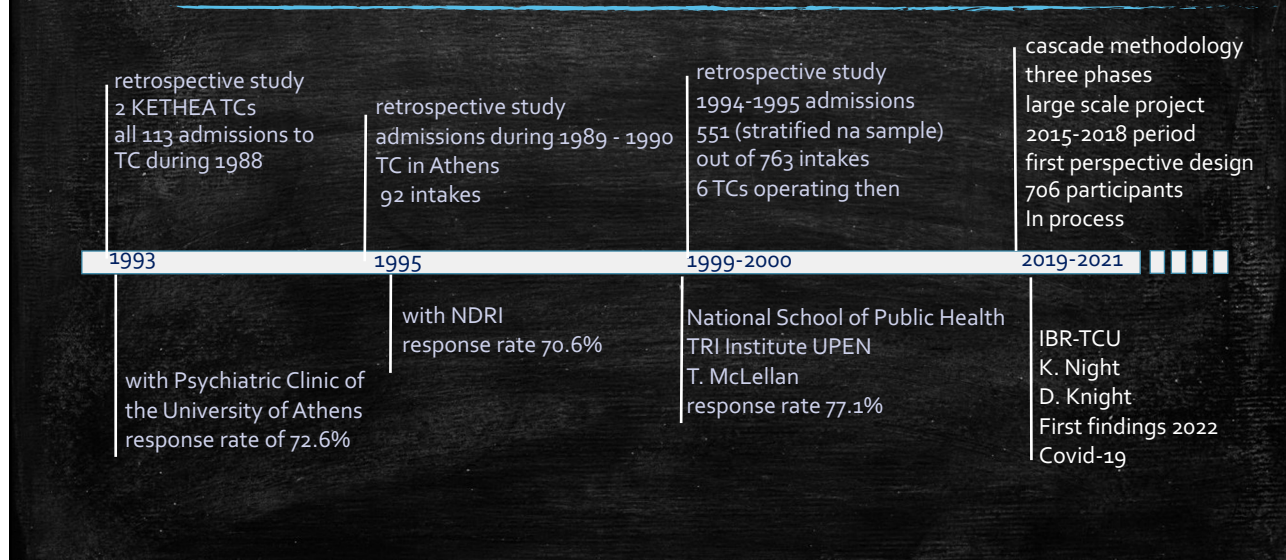 retrospective study
2 KETHEA TCs
all 113 admissions to
TC during 1988
retrospective study
admissions during 1989 - 1990
TC in Athens
92 intakes
retrospective study
1994-1995 admissions
551 (stratified na sample)
out of 763 intakes
6 TCs operating then
cascade methodology
three phases
large scale project
2015-2018 period
first perspective design
706 participants
In process
1993
1995
1999-2000
2019-2021
with Psychiatric Clinic of
the University of Athens
response rate of 72.6%
with NDRI
response rate 70.6%
National School of Public Health
TRI Institute UPEN
T. McLellan
response rate 77.1%
IBR-TCU
K. Night
D. Knight
First findings 2022
Covid-19